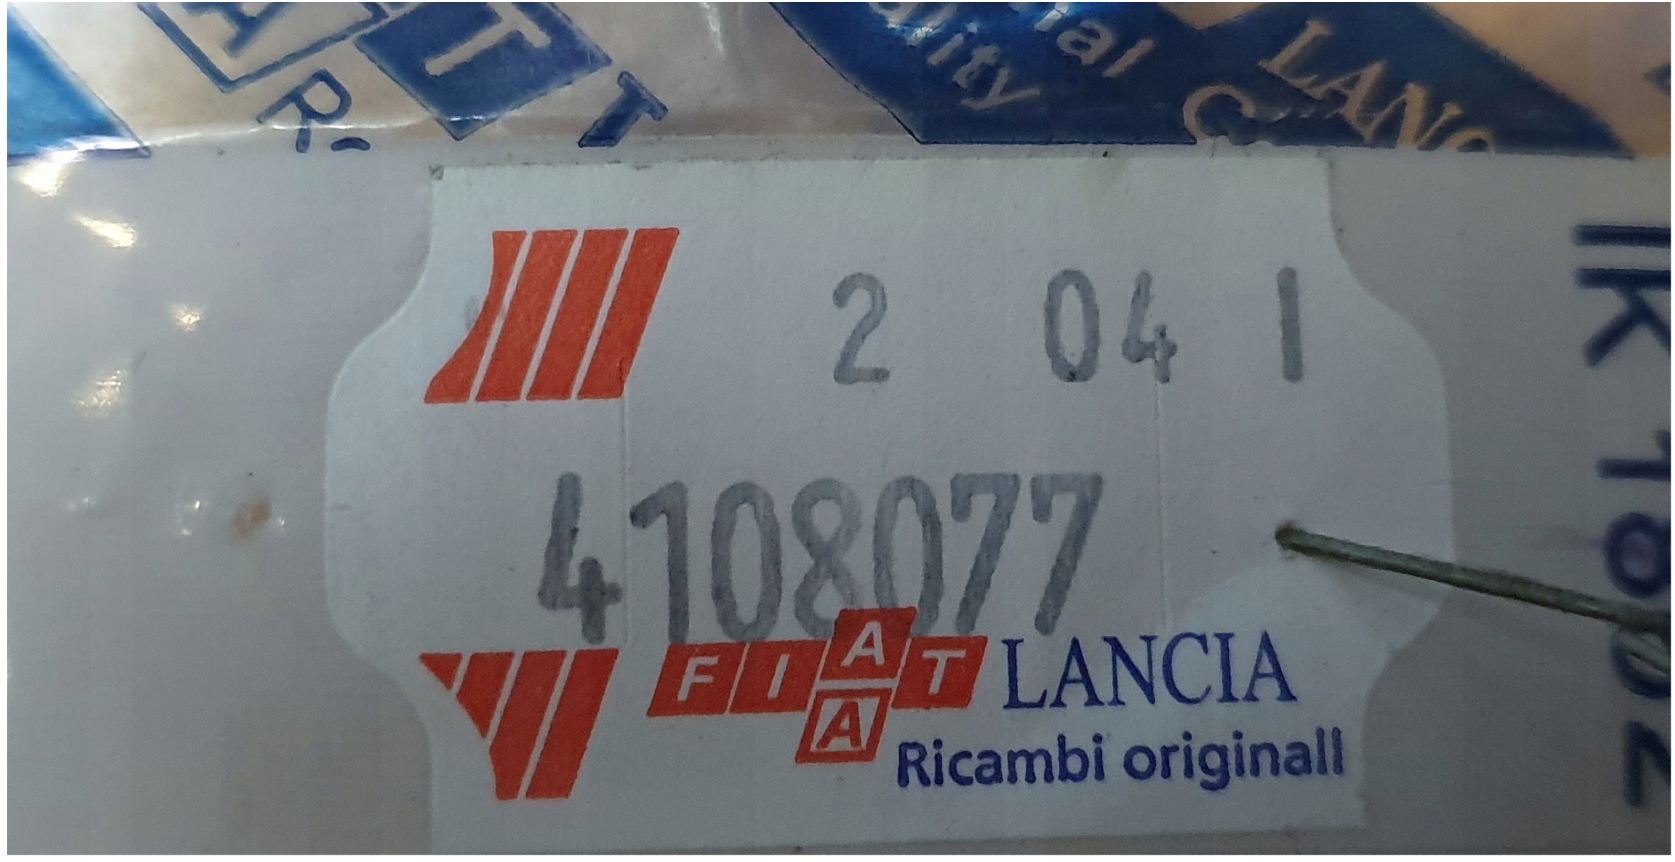 2 04 1
4108077
FIAT LANCIA
A
Ricambi originali